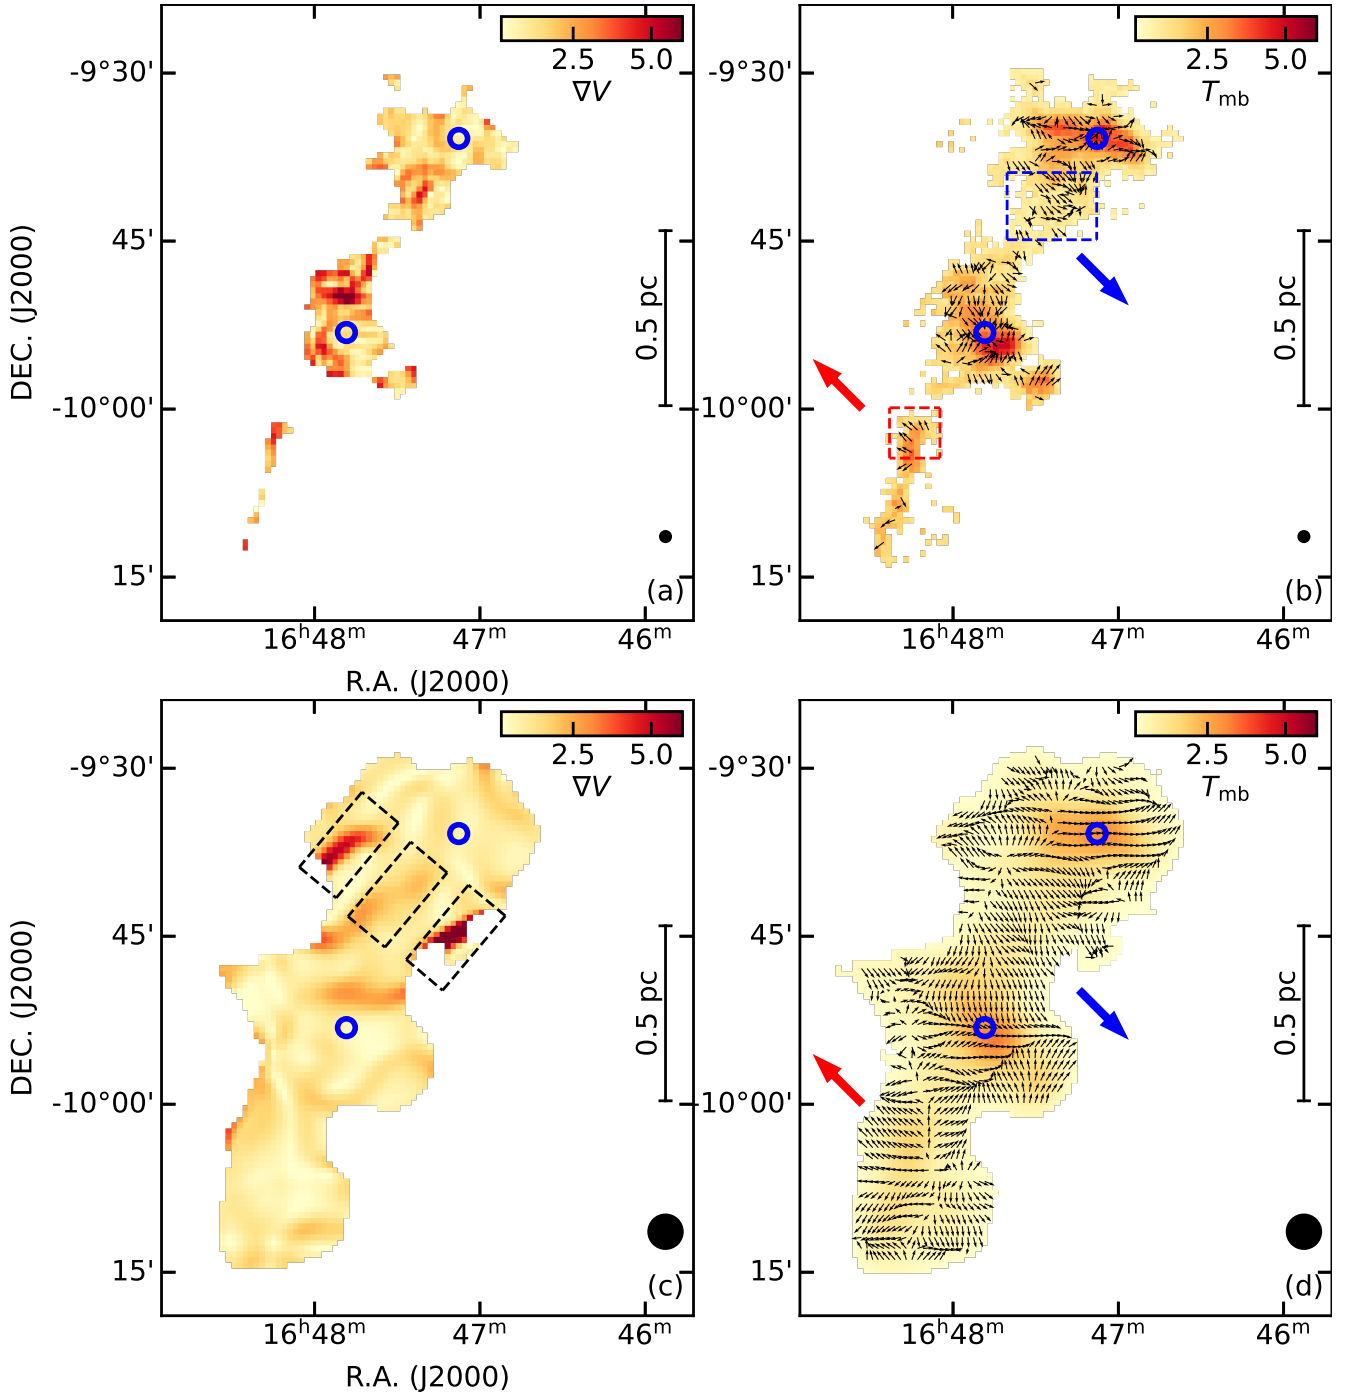 2.5 5.0
∇V
-9°30'
45'
-10°00'
15'
DEC. (J2000)
0.5 pc
(a)
16ʰ48ᵐ 47ᵐ 46ᵐ
R.A. (J2000)
2.5 5.0
T_mb
-9°30'
45'
-10°00'
15'
0.5 pc
(b)
16ʰ48ᵐ 47ᵐ 46ᵐ
2.5 5.0
∇V
-9°30'
45'
-10°00'
15'
DEC. (J2000)
0.5 pc
(c)
16ʰ48ᵐ 47ᵐ 46ᵐ
R.A. (J2000)
2.5 5.0
T_mb
-9°30'
45'
-10°00'
15'
0.5 pc
(d)
16ʰ48ᵐ 47ᵐ 46ᵐ